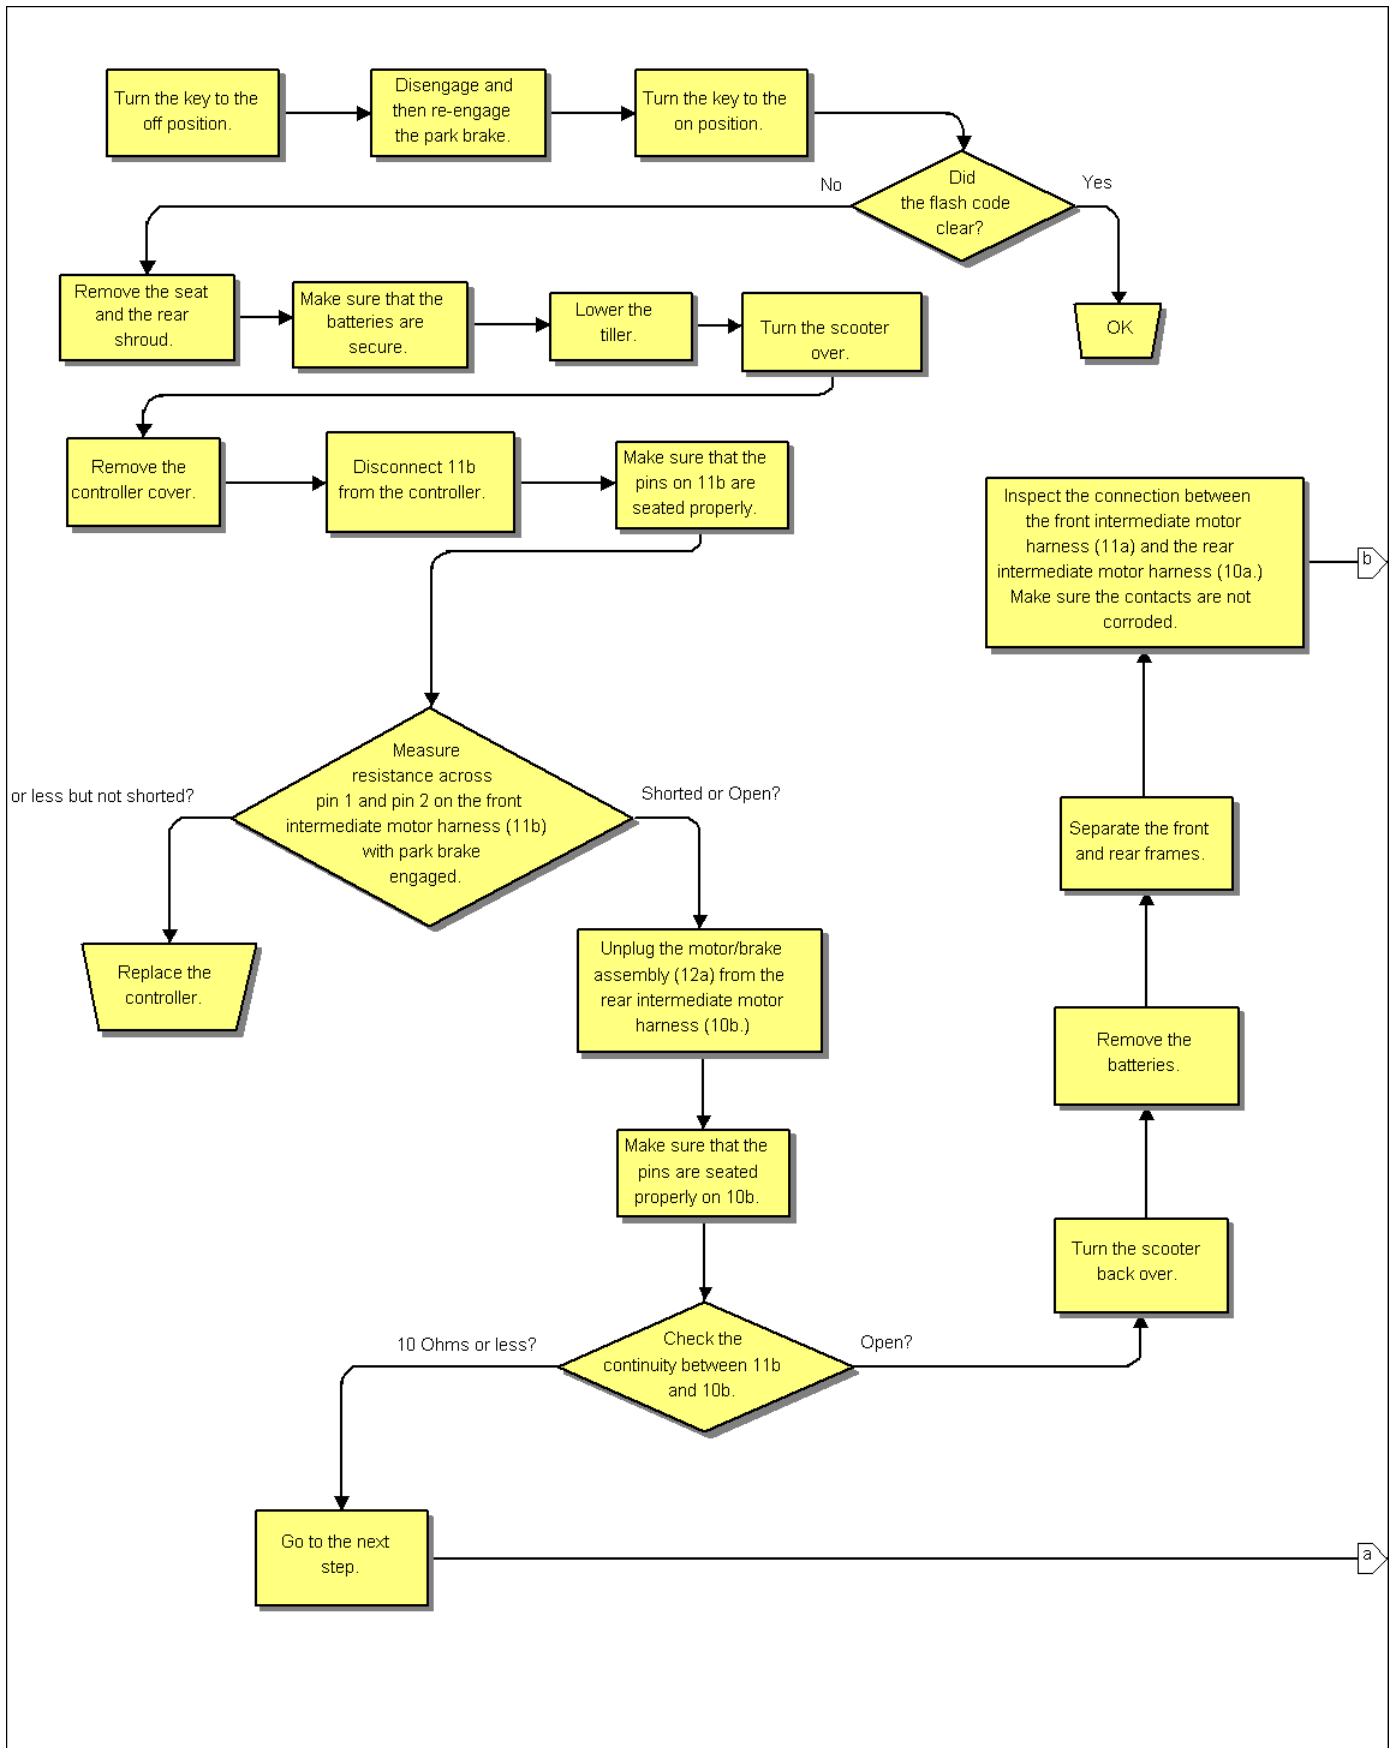 Turn the key to the
off position.
Disengage and
then re-engage
the park brake.
Turn the key to the
on position.
Did
the flash code
clear?
No
Yes
OK
Remove the seat
and the rear
shroud.
Make sure that the
batteries are
secure.
Lower the
tiller.
Turn the scooter
over.
Remove the
controller cover.
Disconnect 11b
from the controller.
Make sure that the
pins on 11b are
seated properly.
Inspect the connection between
the front intermediate motor
harness (11a) and the rear
intermediate motor harness (10a.)
Make sure the contacts are not
corroded.
b
Measure
resistance across
pin 1 and pin 2 on the front
intermediate motor harness (11b)
with park brake
engaged.
or less but not shorted?
Shorted or Open?
Separate the front
and rear frames.
Replace the
controller.
Unplug the motor/brake
assembly (12a) from the
rear intermediate motor
harness (10b.)
Remove the
batteries.
Make sure that the
pins are seated
properly on 10b.
Turn the scooter
back over.
10 Ohms or less?
Check the
continuity between 11b
and 10b.
Open?
Go to the next
step.
a